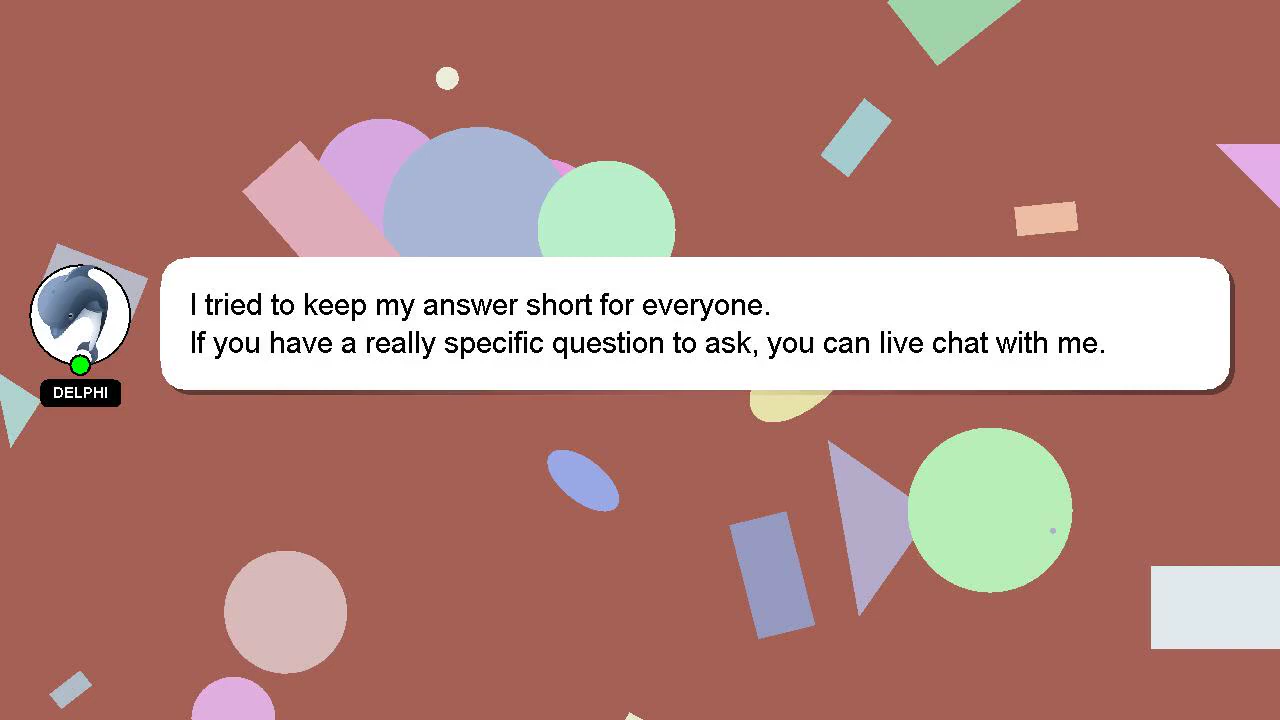 I tried to keep my answer short for everyone.
If you have a really specific question to ask, you can live chat with me.
DELPHI